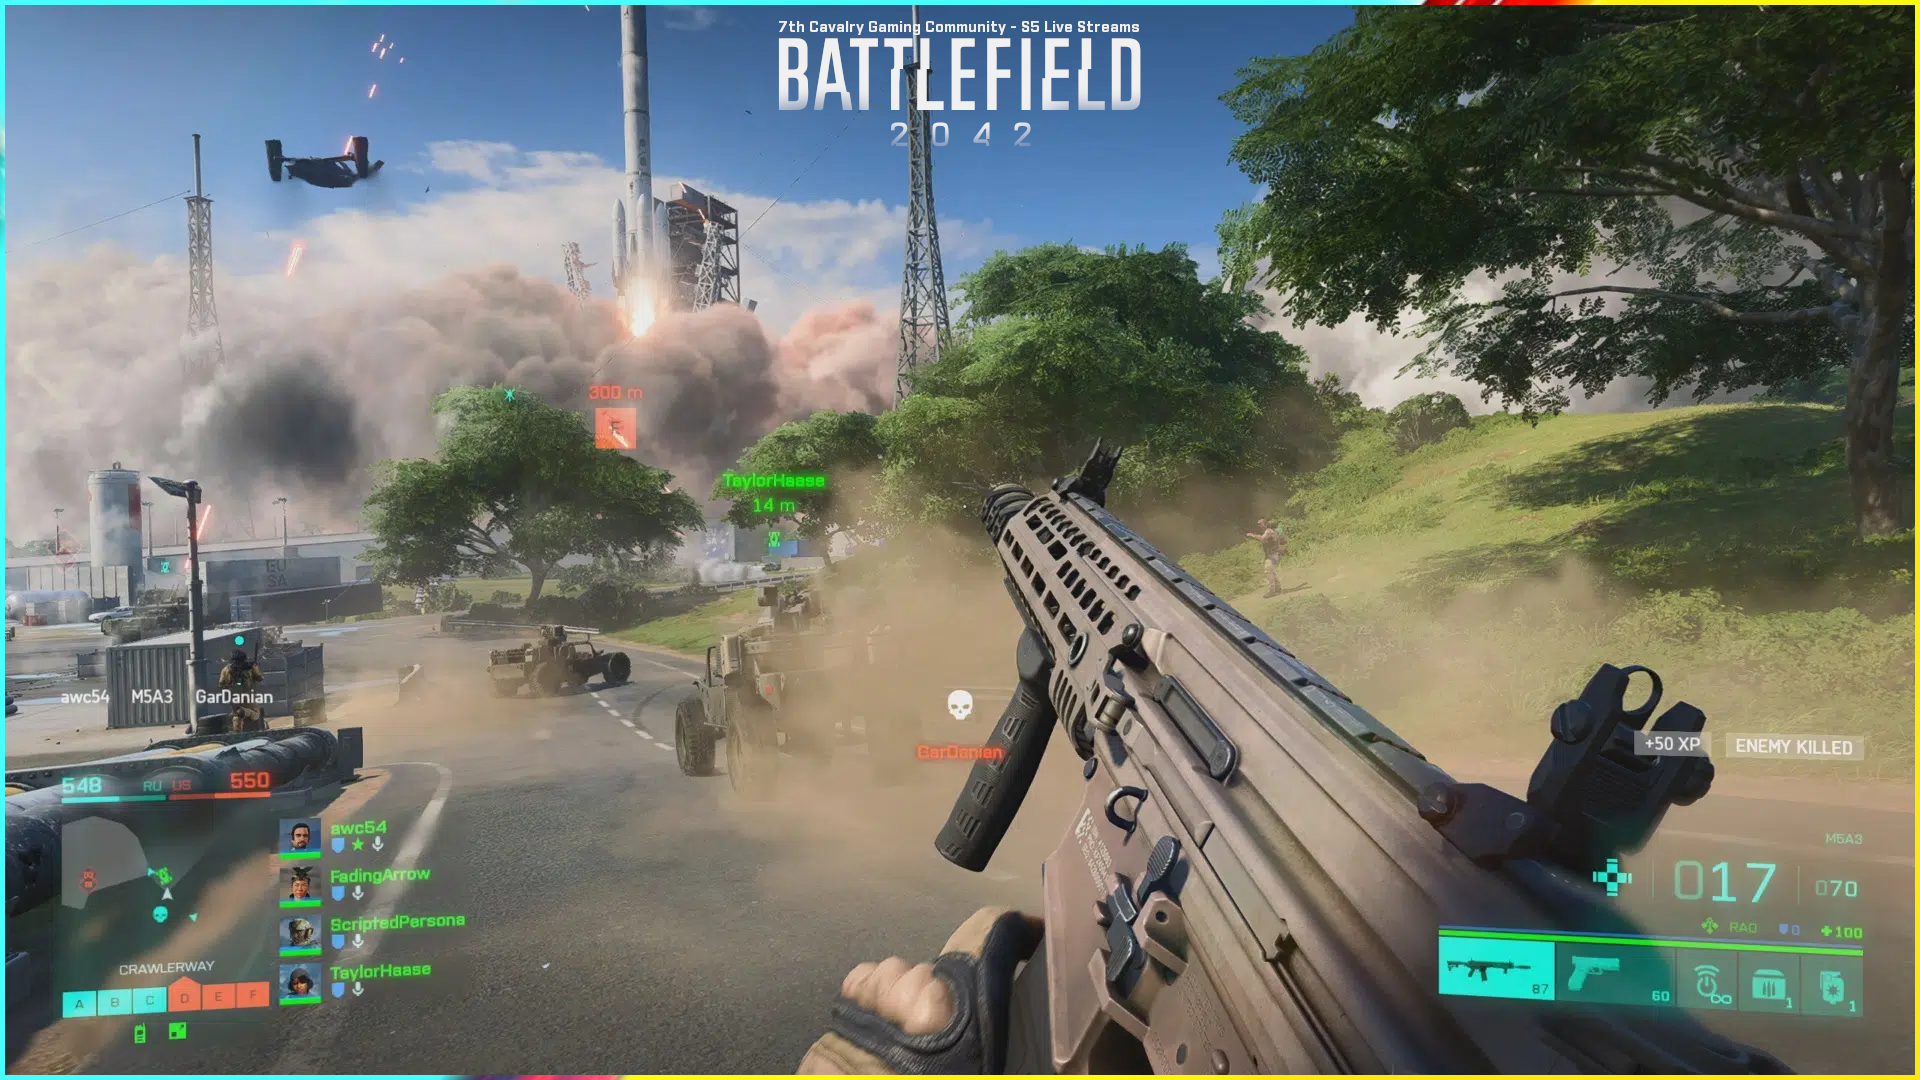 7th Cavalry Gaming Community - S5 Live Streams
BATTLEFIELD
2042
300 m
TaylorHaase
14 m
awc54 M5A3 GarDanian
GarDanian
+50 XP ENEMY KILLED
548 RU US 550
awc54
FadingArrow
ScriptedPersona
TaylorHaase
CRAWLERWAY
A B C D E F
M5A3
017 070
RAO 0 100
87 60 1 1